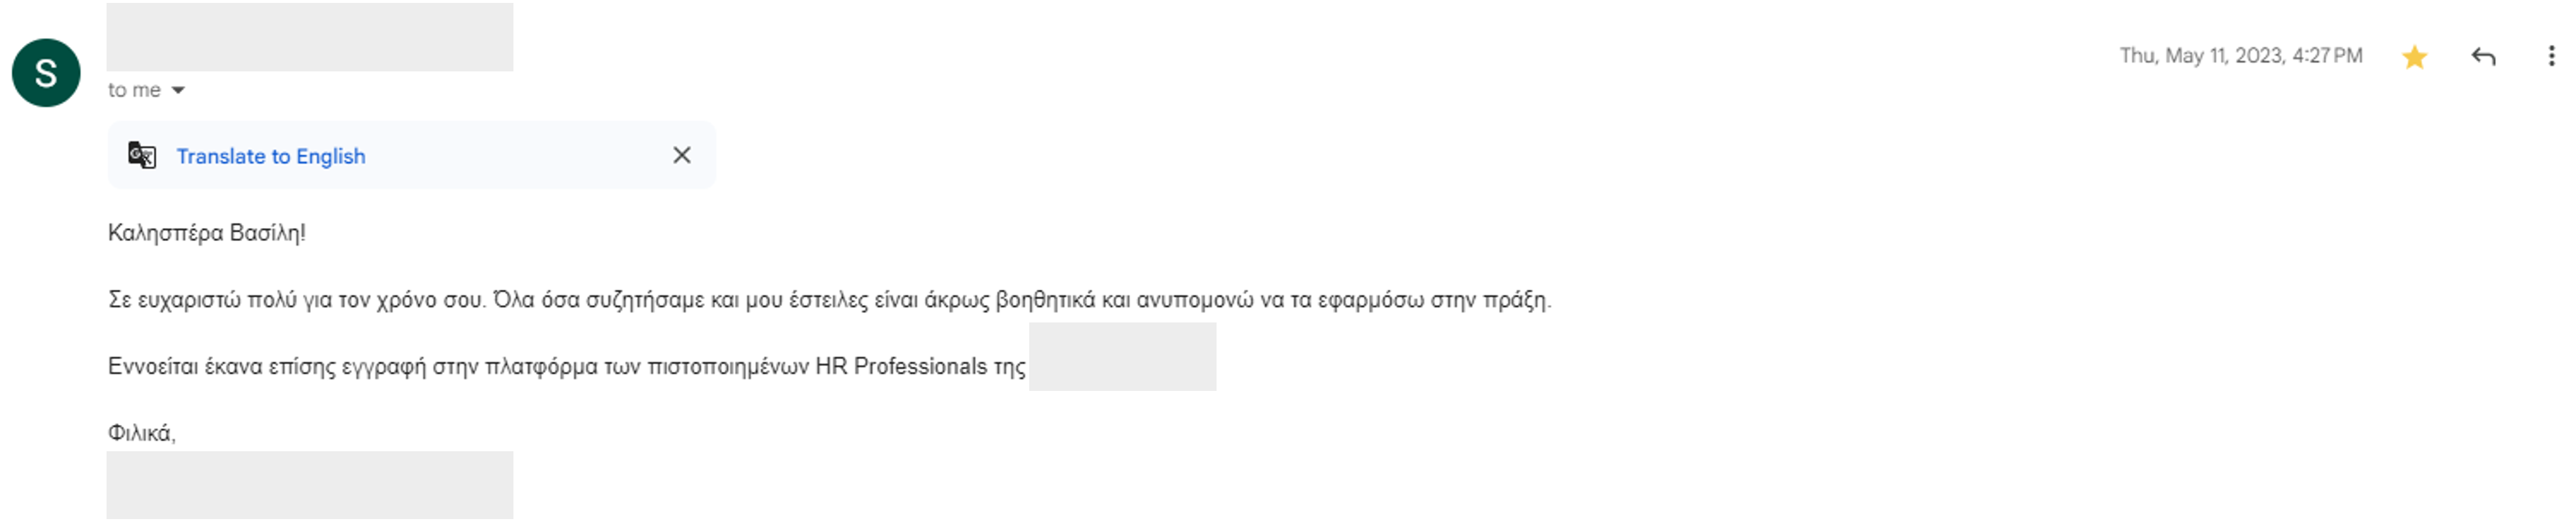 S
Thu, May 11, 2023, 4:27 PM
to me
Translate to English
Καλησπέρα Βασίλη!
Σε ευχαριστώ πολύ για τον χρόνο σου. Όλα όσα συζητήσαμε και μου έστειλες είναι άκρως βοηθητικά και ανυπομονώ να τα εφαρμόσω στην πράξη.
Εννοείται έκανα επίσης εγγραφή στην πλατφόρμα των πιστοποιημένων HR Professionals της
Φιλικά,